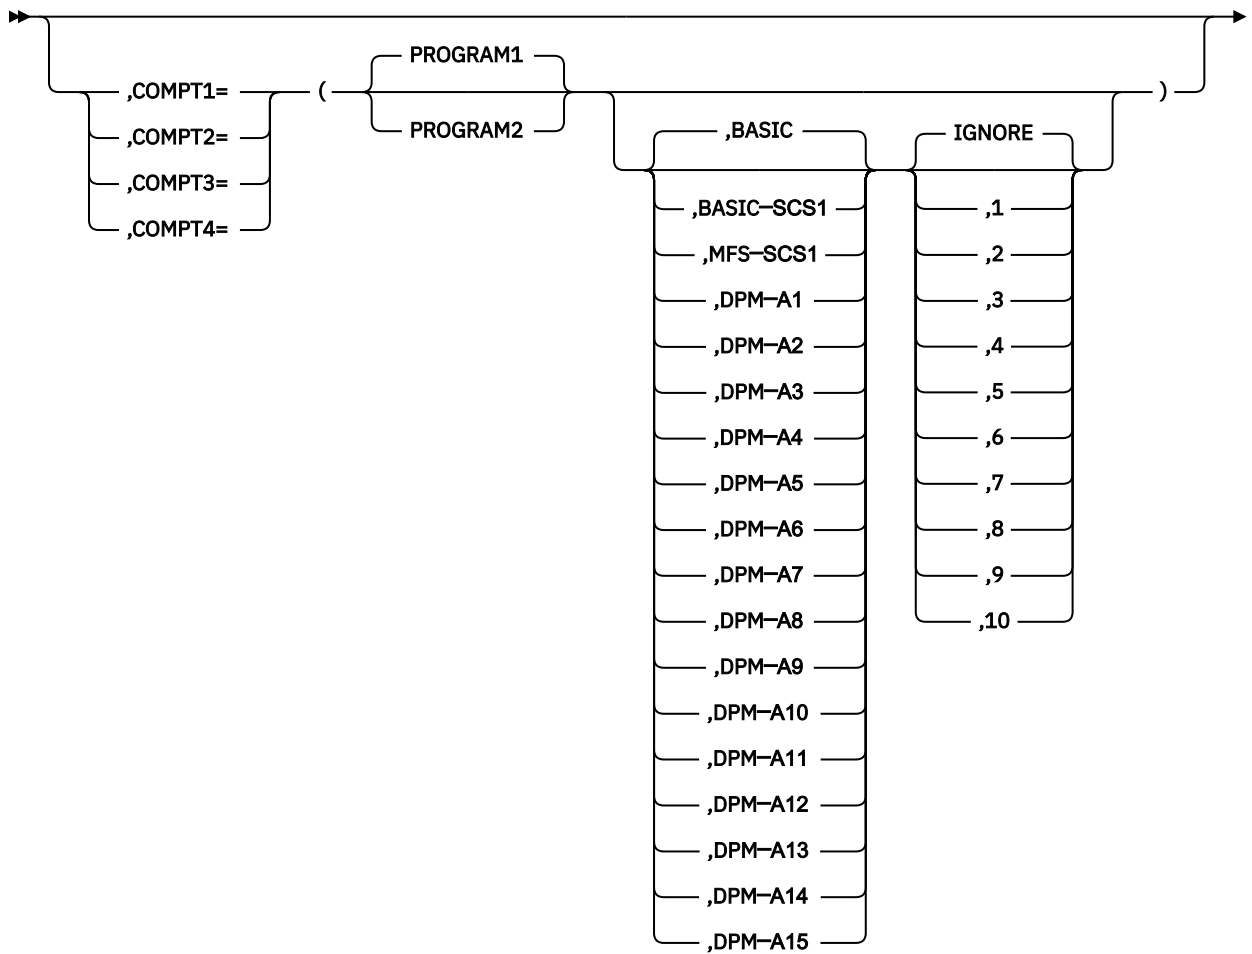 PROGRAM1
,COMPT1= ( )
,COMPT2= PROGRAM2 ,BASIC IGNORE
,COMPT3=
,COMPT4= ,BASIC–SCS1 ,1
,MFS–SCS1 ,2
,DPM–A1 ,3
,DPM–A2 ,4
,DPM–A3 ,5
,DPM–A4 ,6
,DPM–A5 ,7
,DPM–A6 ,8
,DPM–A7 ,9
,DPM–A8 ,10
,DPM–A9
,DPM–A10
,DPM–A11
,DPM–A12
,DPM–A13
,DPM–A14
,DPM–A15